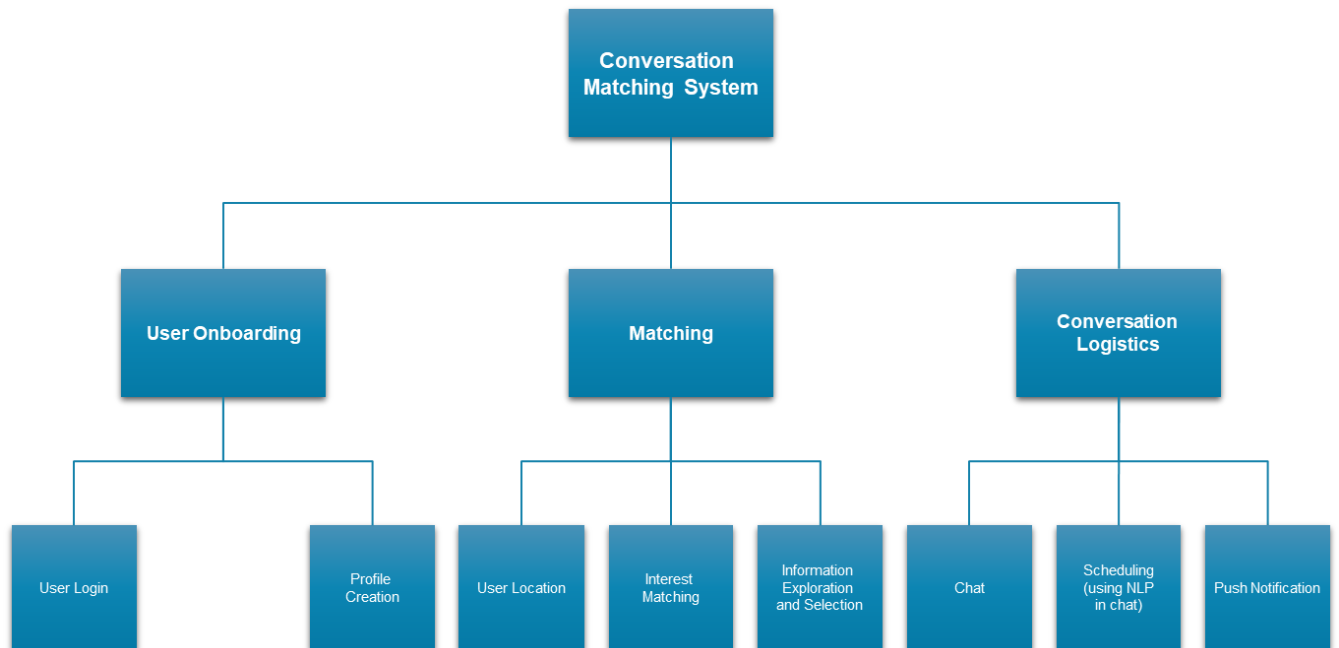 Conversation
Matching System
User Onboarding
Matching
Conversation
Logistics
User Login
Profile
Creation
User Location
Interest
Matching
Information
Exploration
and Selection
Chat
Scheduling
(using NLP
in chat)
Push Notification